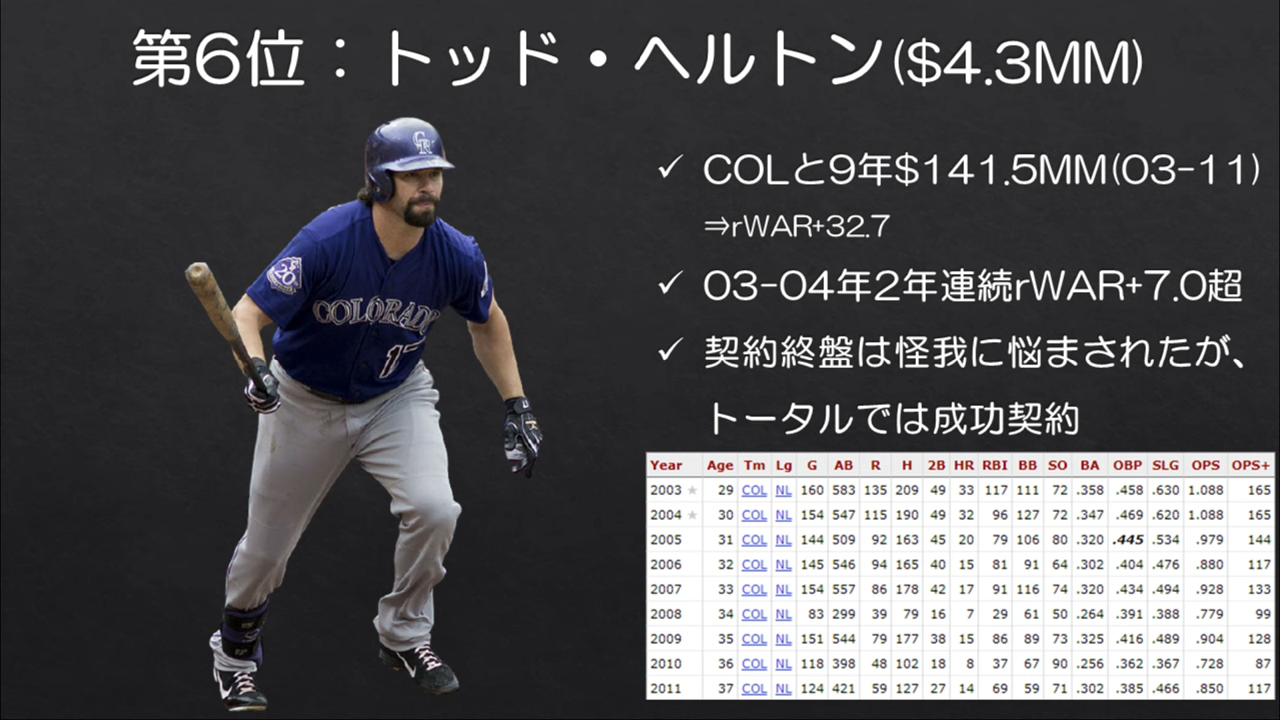 第6位：トッド・ヘルトン($4.3MM)
✓ COLと9年$141.5MM(03-11)
⇒rWAR+32.7
✓ 03-04年2年連続rWAR+7.0超
✓ 契約終盤は怪我に悩まされたが、
トータルでは成功契約
CR
20
COLORADO
17
Year Age Tm Lg G AB R H 2B HR RBI BB SO BA OBP SLG OPS OPS+
2003 ★ 29 COL NL 160 583 135 209 49 33 117 111 72 .358 .458 .630 1.088 165
2004 ★ 30 COL NL 154 547 115 190 49 32 96 127 72 .347 .469 .620 1.088 165
2005 31 COL NL 144 509 92 163 45 20 79 106 80 .320 .445 .534 .979 144
2006 32 COL NL 145 546 94 165 40 15 81 91 64 .302 .404 .476 .880 117
2007 33 COL NL 154 557 86 178 42 17 91 116 74 .320 .434 .494 .928 133
2008 34 COL NL 83 299 39 79 16 7 29 61 50 .264 .391 .388 .779 99
2009 35 COL NL 151 544 79 177 38 15 86 89 73 .325 .416 .489 .904 128
2010 36 COL NL 118 398 48 102 18 8 37 67 90 .256 .362 .367 .728 87
2011 37 COL NL 124 421 59 127 27 14 69 59 71 .302 .385 .466 .850 117